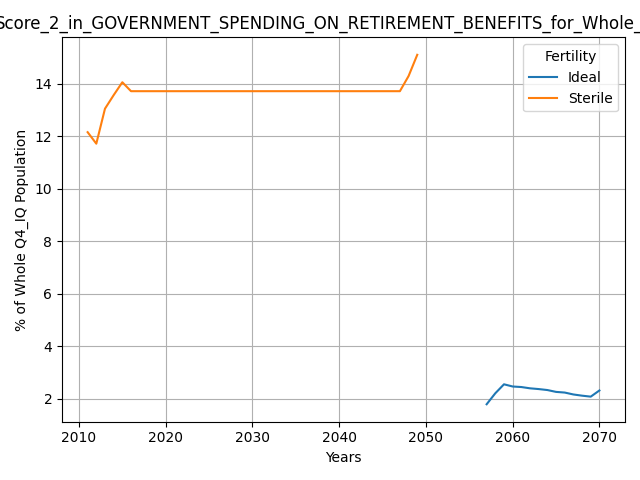 Score_2_in_GOVERNMENT_SPENDING_ON_RETIREMENT_BENEFITS_for_Whole_
Fertility
Ideal
Sterile
% of Whole Q4_IQ Population
14
12
10
8
6
4
2
2010 2020 2030 2040 2050 2060 2070
Years